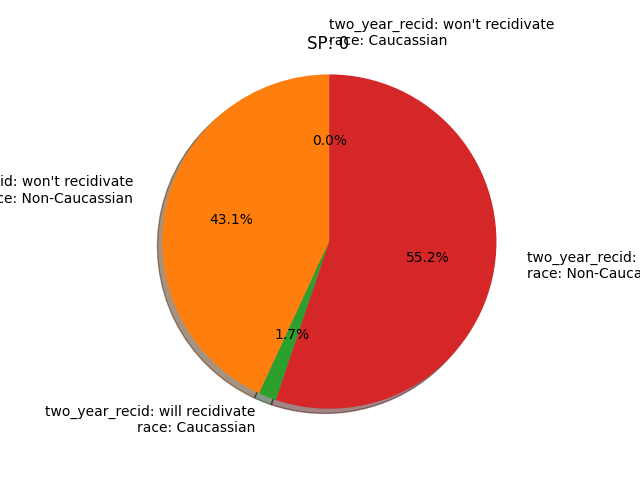 two_year_recid: won't recidivate
race: Caucassian
SP: 0
0.0%
id: won't recidivate
ce: Non-Caucassian
43.1%
55.2%
two_year_recid:
race: Non-Cauca
1.7%
two_year_recid: will recidivate
race: Caucassian